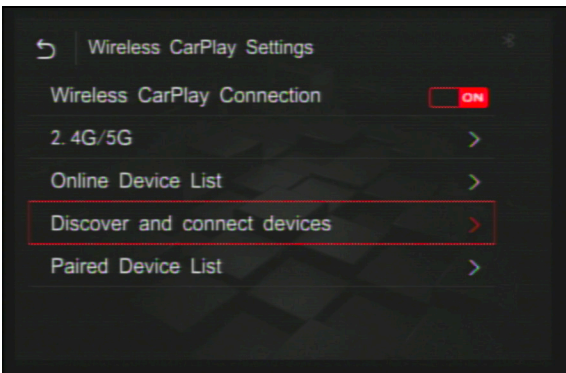 Wireless CarPlay Settings
Wireless CarPlay Connection ON
2.4G/5G
Online Device List
Discover and connect devices
Paired Device List